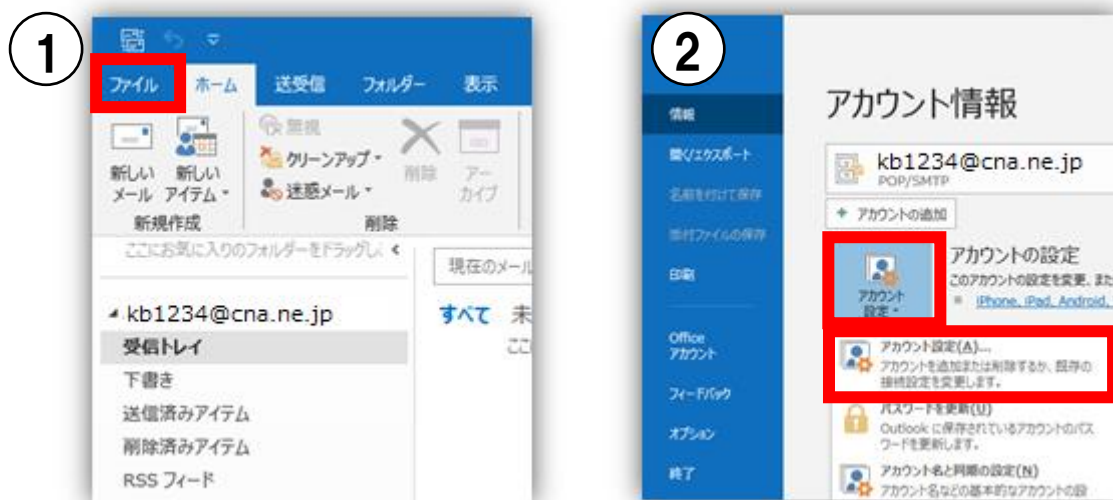 1
ファイル ホーム 送受信 フォルダー 表示
無視
クリーンアップ
迷惑メール
新しい
メール
新しい
アイテム
削除
アー
カイブ
新規作成
削除
ここにお気に入りのフォルダーをドラッグし
現在のメール
kb1234@cna.ne.jp
すべて 未
受信トレイ
ここ
下書き
送信済みアイテム
削除済みアイテム
RSS フィード
2
情報
開く/エクスポート
名前を付けて保存
添付ファイルの保存
印刷
Office
アカウント
フィードバック
オプション
終了
アカウント情報
kb1234@cna.ne.jp
POP/SMTP
アカウントの追加
アカウント
設定
アカウントの設定
このアカウントの設定を変更、また
iPhone、iPad、Android、
アカウント設定(A)...
アカウントを追加または削除するか、既存の
接続設定を変更します。
パスワードを更新(U)
Outlook に保存されているアカウントのパス
ワードを更新します。
アカウント名と同期の設定(N)
アカウント名などの基本的なアカウントの設